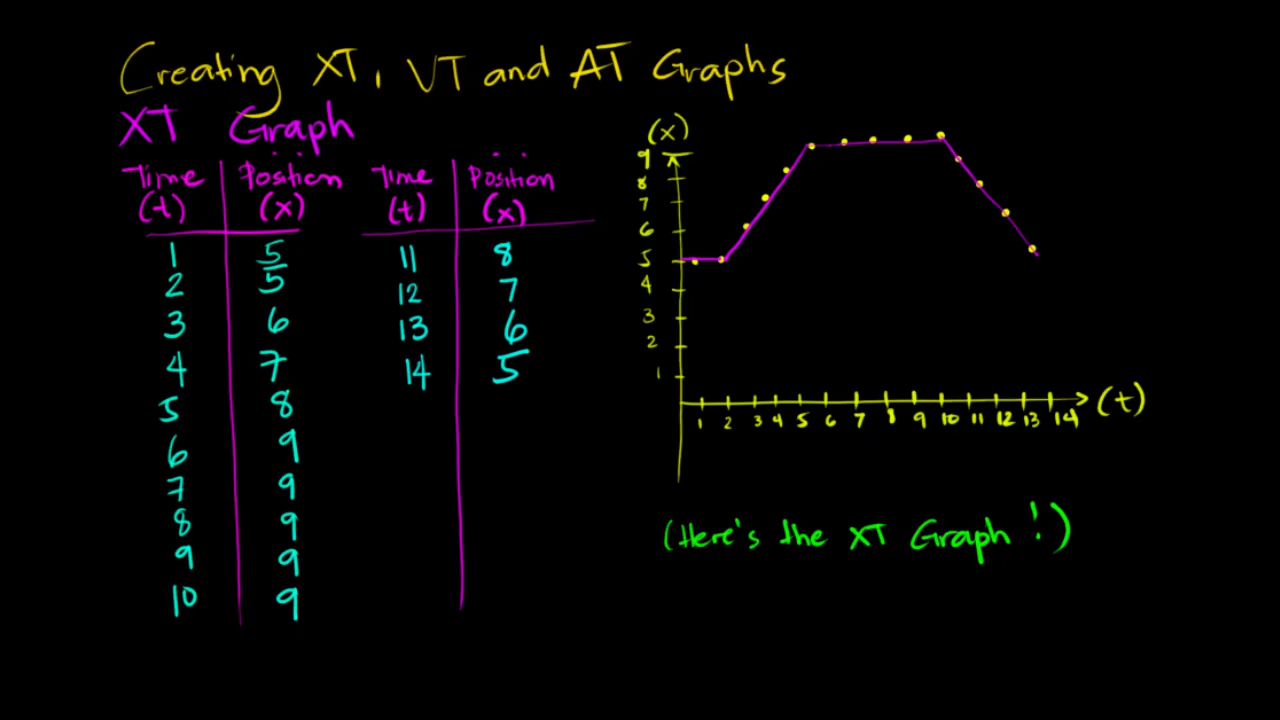 Creating XT, VT and AT Graphs
XT Graph
Time Position Time Position
(t) (x) (t) (x)
1 5 11 8
2 5 12 7
3 6 13 6
4 7 14 5
5 8
6 9
7 9
8 9
9 9
10 9
(x)
9
8
7
6
5
4
3
2
1
1 2 3 4 5 6 7 8 9 10 11 12 13 14 (t)
(Here's the XT Graph!)